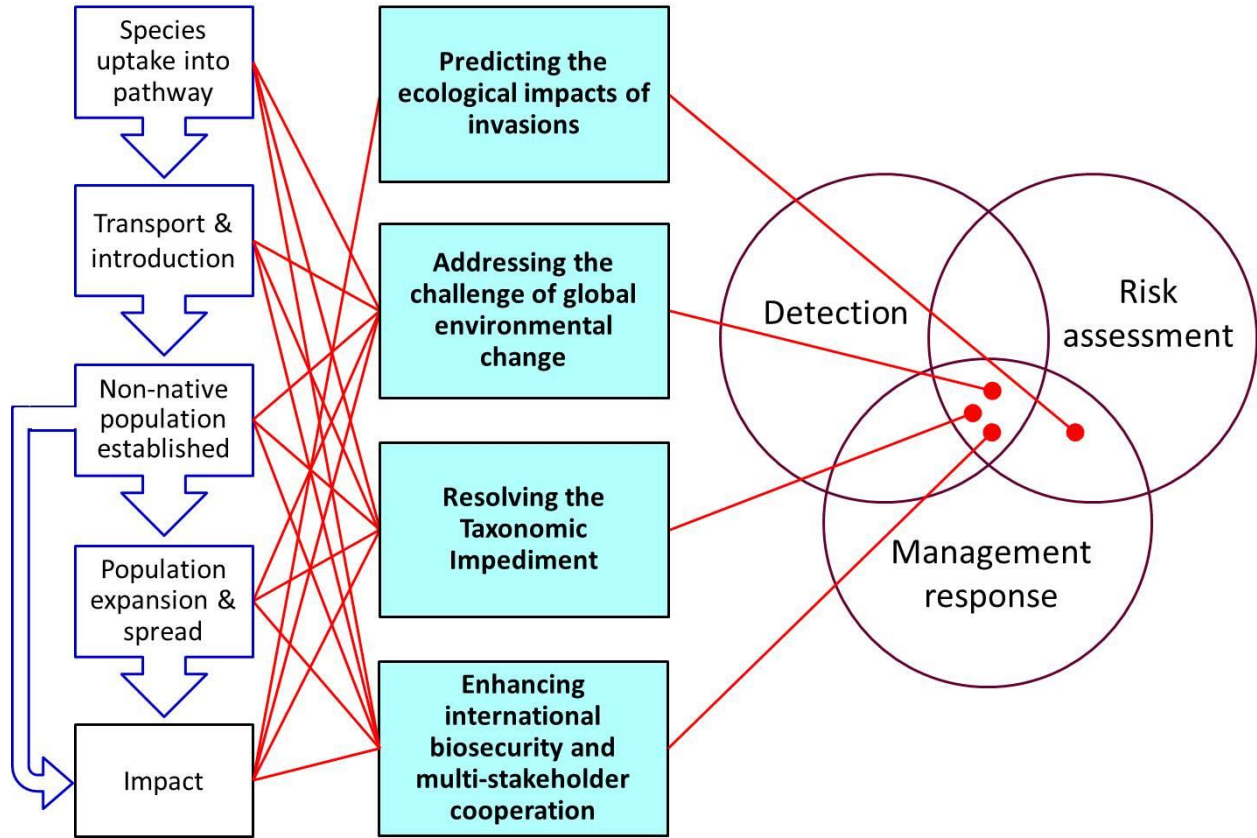 Species
uptake into
pathway
Transport &
introduction
Non-native
population
established
Population
expansion &
spread
Impact
Predicting the
ecological impacts of
invasions
Addressing the
challenge of global
environmental
change
Resolving the
Taxonomic
Impediment
Enhancing
international
biosecurity and
multi-stakeholder
cooperation
Detection
Risk
assessment
Management
response